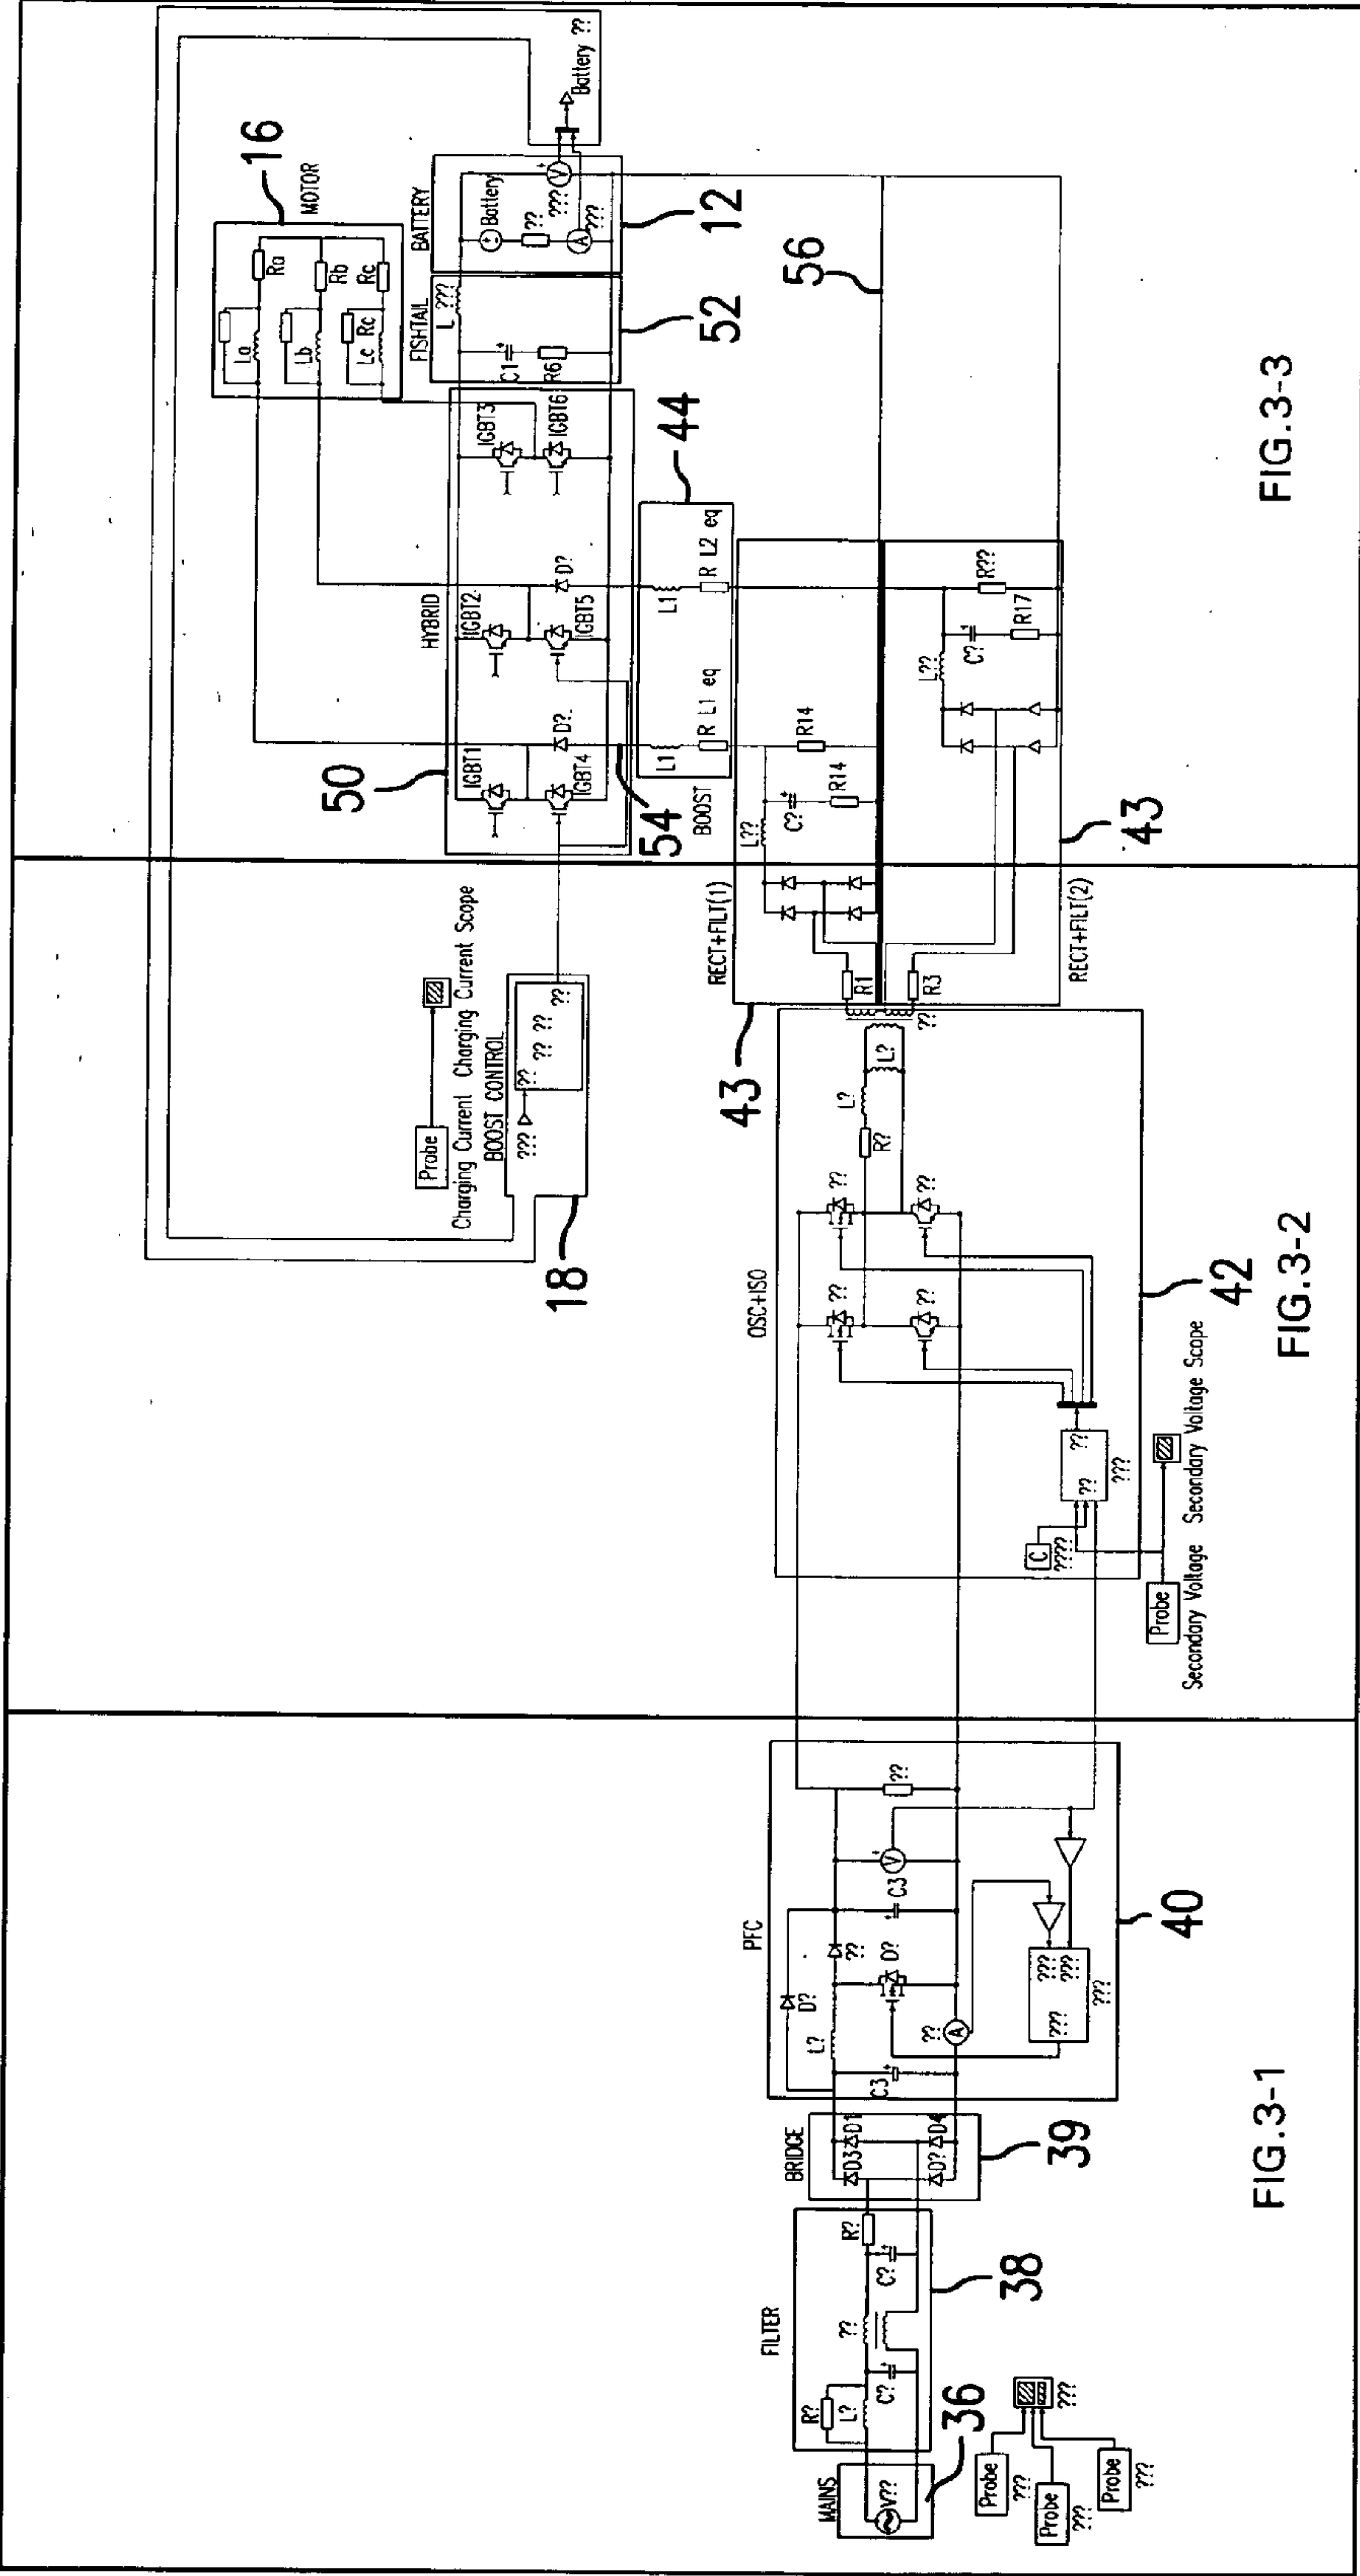 16
MOTOR
Ra
La
Rb
Lb
Rc
Rc
Lc
Battery ??
BATTERY
Battery
??
???
V
A
???
12
FISHTAIL
L ???
C1
R6
52
HYBRID
50
IGBT3
IGBT6
IGBT2
IGBT5
D?
IGBT1
IGBT4
D?.
54
44
L1
R L2 eq
L1
R L1 eq
BOOST
56
R14
R14
C?
L???
R??
R17
C?
L???
43
FIG.3-3
Probe
Charging Current
Charging Current Scope
BOOST CONTROL
???
??
?? ??
??
??
18
RECT+FILT(1)
RECT+FILT(2)
R1
R3
??
43
OSC+ISO
L?
L?
R?
??
??
??
??
42
??
??
???
C
????
Probe
Secondary Voltage
Secondary Voltage Scope
FIG.3-2
PFC
??
V
C3
D?
??
D?
L?
??
A
C3
???
???
???
???
40
BRIDGE
D3
D1
D?
D4
39
FILTER
R?
C?
??
R?
L?
C?
38
MAINS
V??
36
Probe
???
Probe
???
Probe
???
???
FIG.3-1